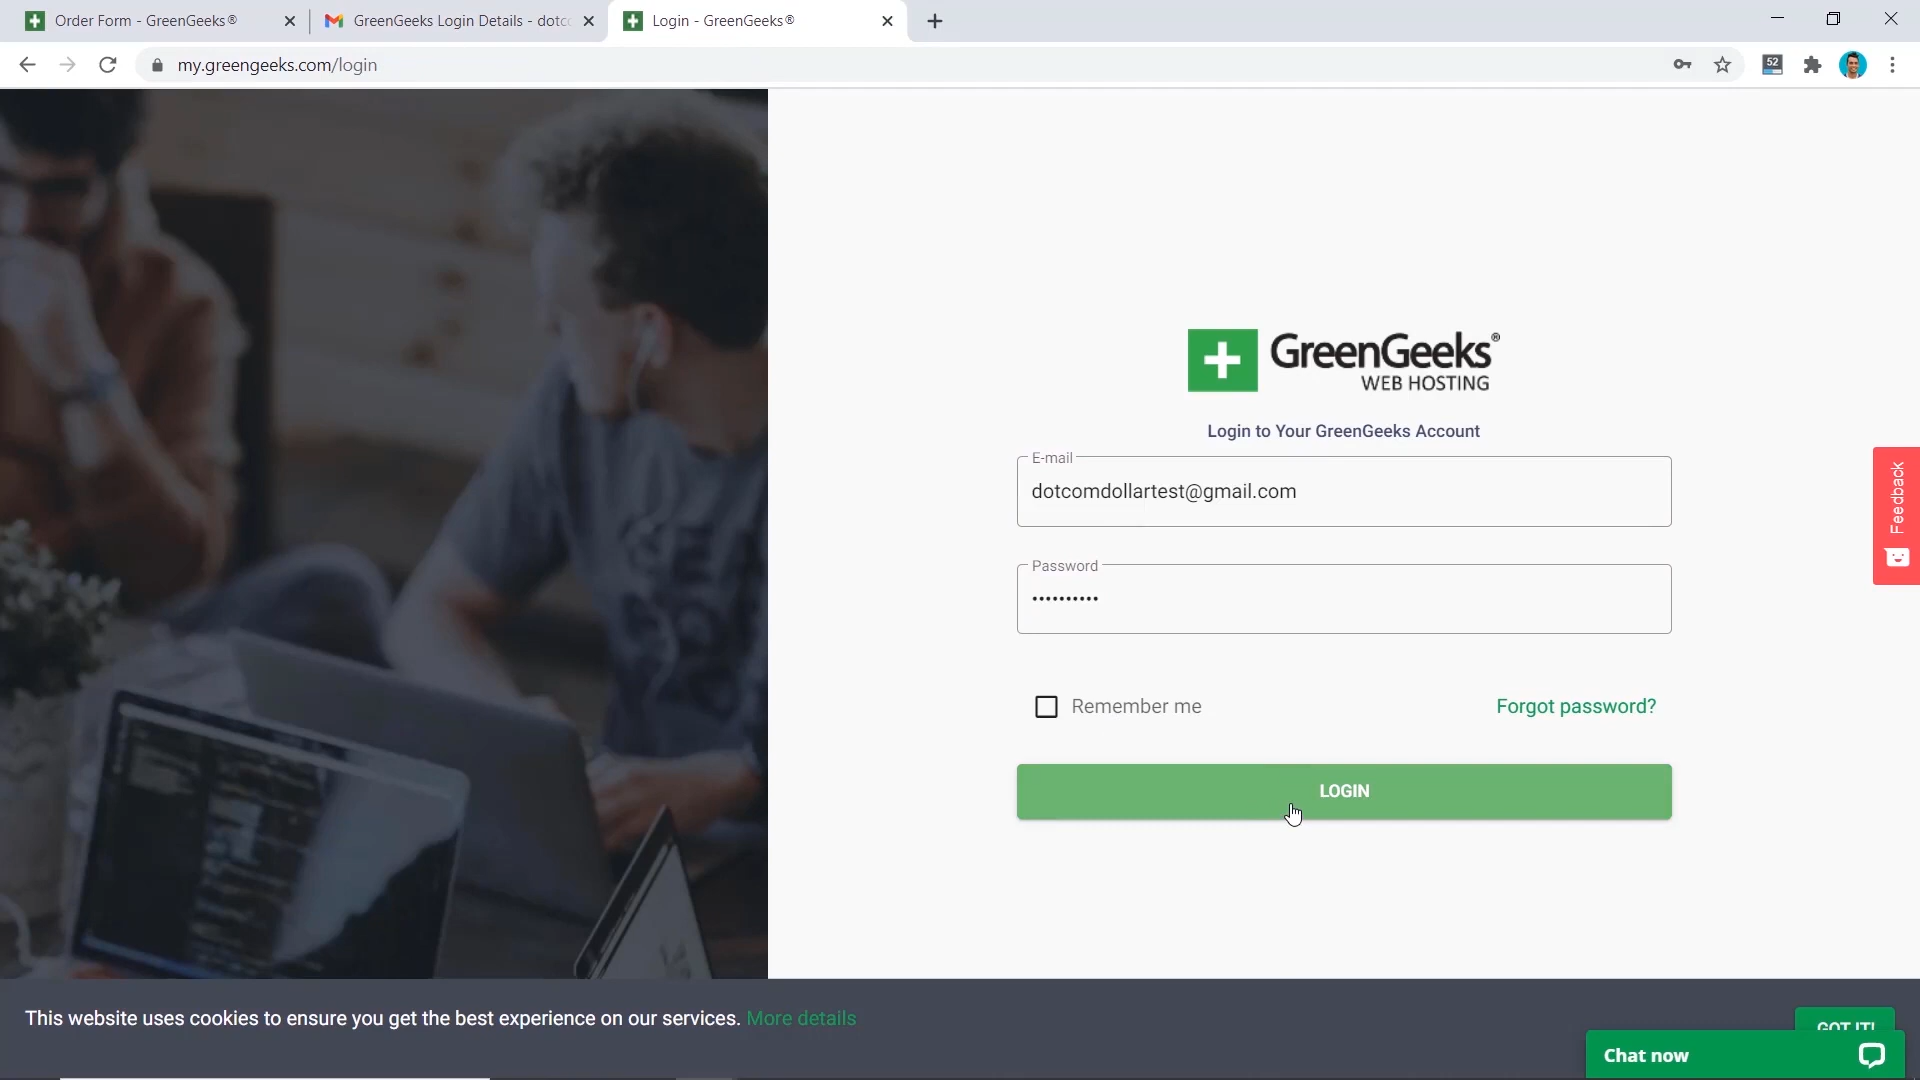 Order Form - GreenGeeks®
GreenGeeks Login Details - dotc
Login - GreenGeeks®
my.greengeeks.com/login
52
GreenGeeks®
WEB HOSTING
Login to Your GreenGeeks Account
E-mail
dotcomdollartest@gmail.com
Password
••••••••••
Remember me
Forgot password?
LOGIN
Feedback
This website uses cookies to ensure you get the best experience on our services. More details
GOT IT!
Chat now